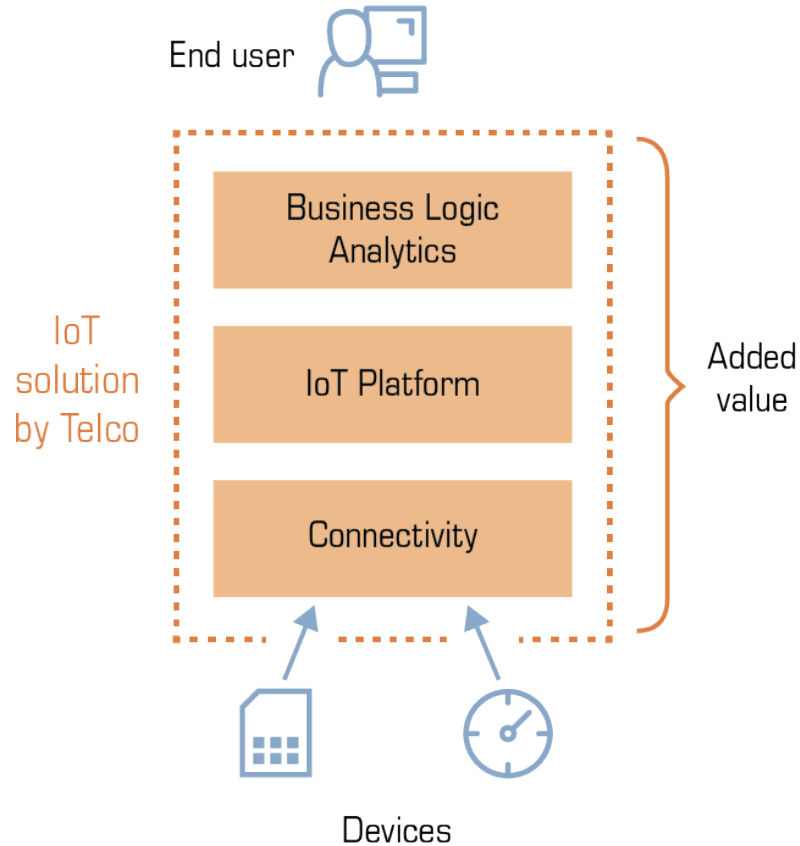 End user
Business Logic
Analytics
IoT
solution
by Telco
IoT Platform
Added
value
Connectivity
Devices